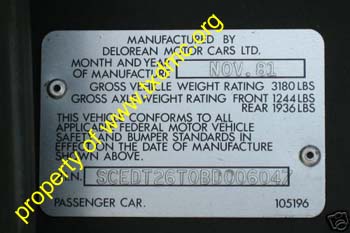 MANUFACTURED BY
DELOREAN MOTOR CARS LTD.
MONTH AND YEAR
OF MANUFACTURE NOV. 81
GROSS VEHICLE WEIGHT RATING 3180 LBS
GROSS AXLE WEIGHT RATING FRONT 1244 LBS
REAR 1936 LBS
THIS VEHICLE CONFORMS TO ALL
APPLICABLE FEDERAL MOTOR VEHICLE
SAFETY AND BUMPER STANDARDS IN
EFFECT ON THE DATE OF MANUFACTURE
SHOWN ABOVE.
SCEDT26T0BD006047
PASSENGER CAR. 105196